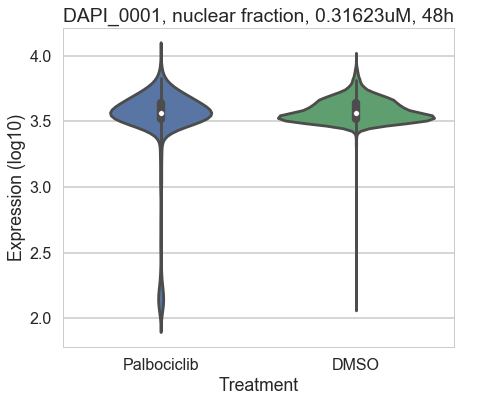 DAPI_0001, nuclear fraction, 0.31623uM, 48h
Expression (log10)
4.0
3.5
3.0
2.5
2.0
Palbociclib DMSO
Treatment